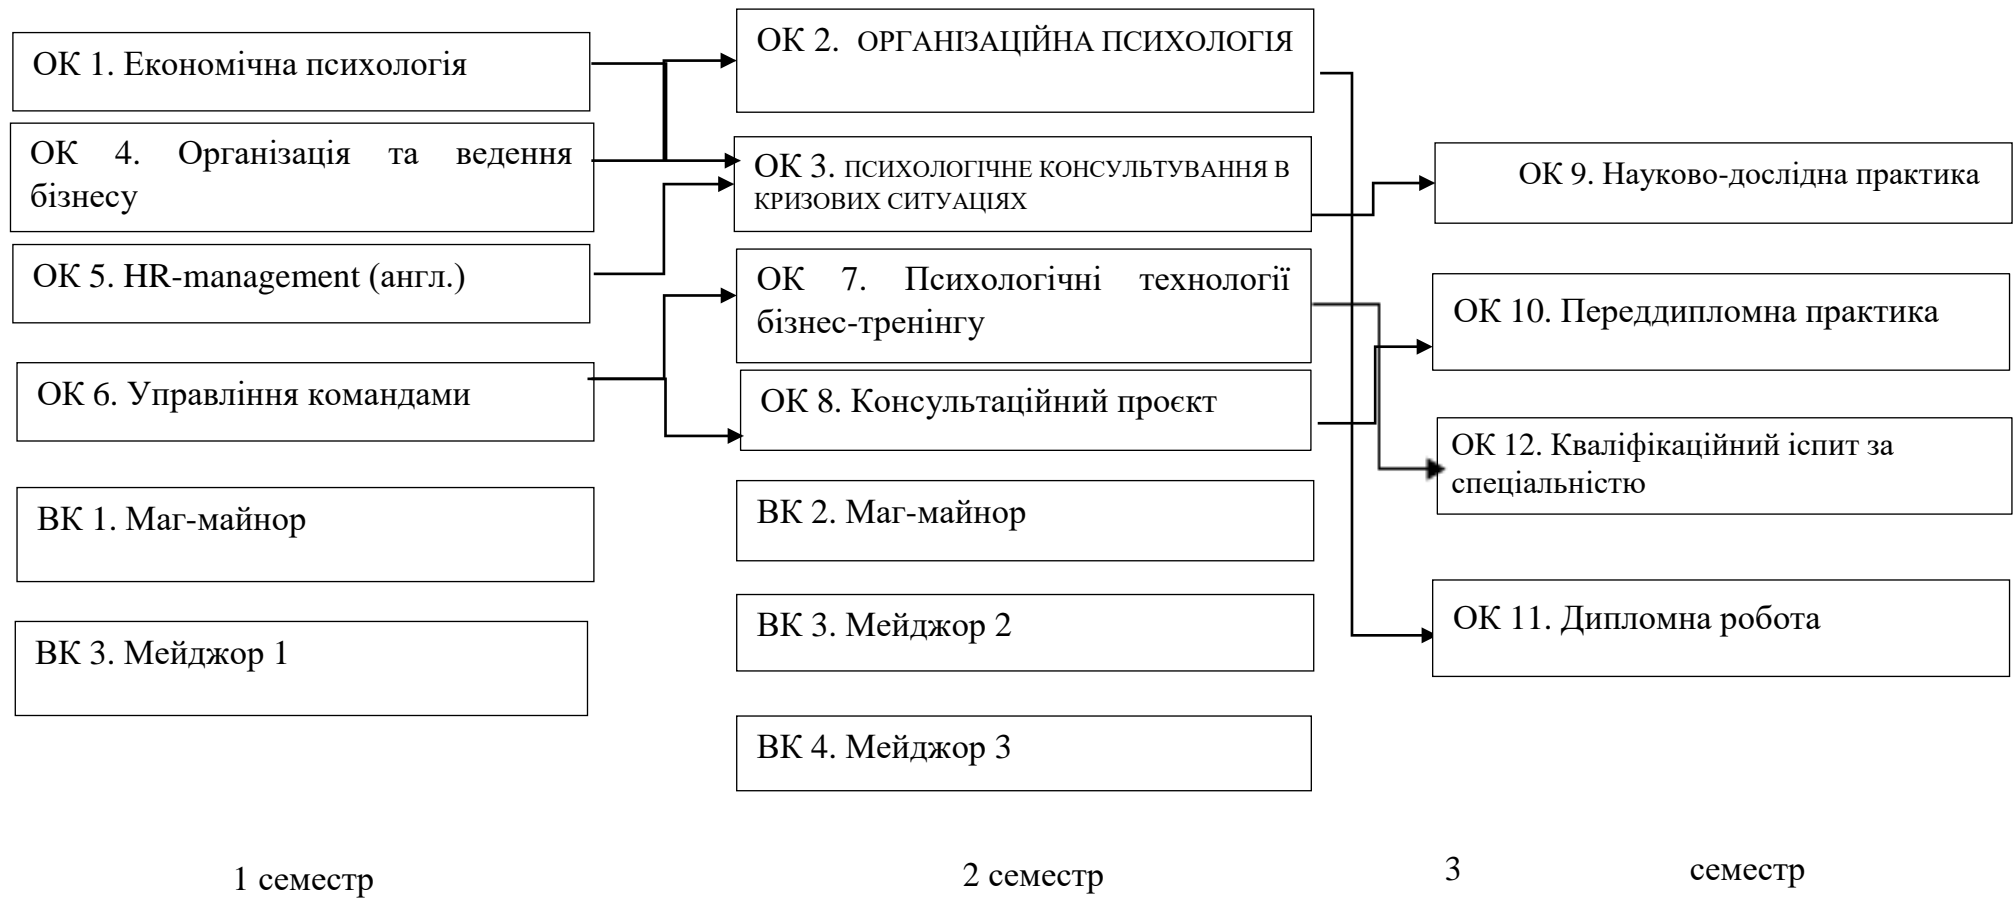 ОК 1. Економічна психологія
ОК 4. Організація та ведення
бізнесу
ОК 5. HR-management (англ.)
ОК 6. Управління командами
ВК 1. Маг-майнор
ВК 3. Мейджор 1
1 семестр
ОК 2. ОРГАНІЗАЦІЙНА ПСИХОЛОГІЯ
ОК 3. ПСИХОЛОГІЧНЕ КОНСУЛЬТУВАННЯ В
КРИЗОВИХ СИТУАЦІЯХ
ОК 7. Психологічні технології
бізнес-тренінгу
ОК 8. Консультаційний проєкт
ВК 2. Маг-майнор
ВК 3. Мейджор 2
ВК 4. Мейджор 3
2 семестр
ОК 9. Науково-дослідна практика
ОК 10. Переддипломна практика
ОК 12. Кваліфікаційний іспит за
спеціальністю
ОК 11. Дипломна робота
3 семестр